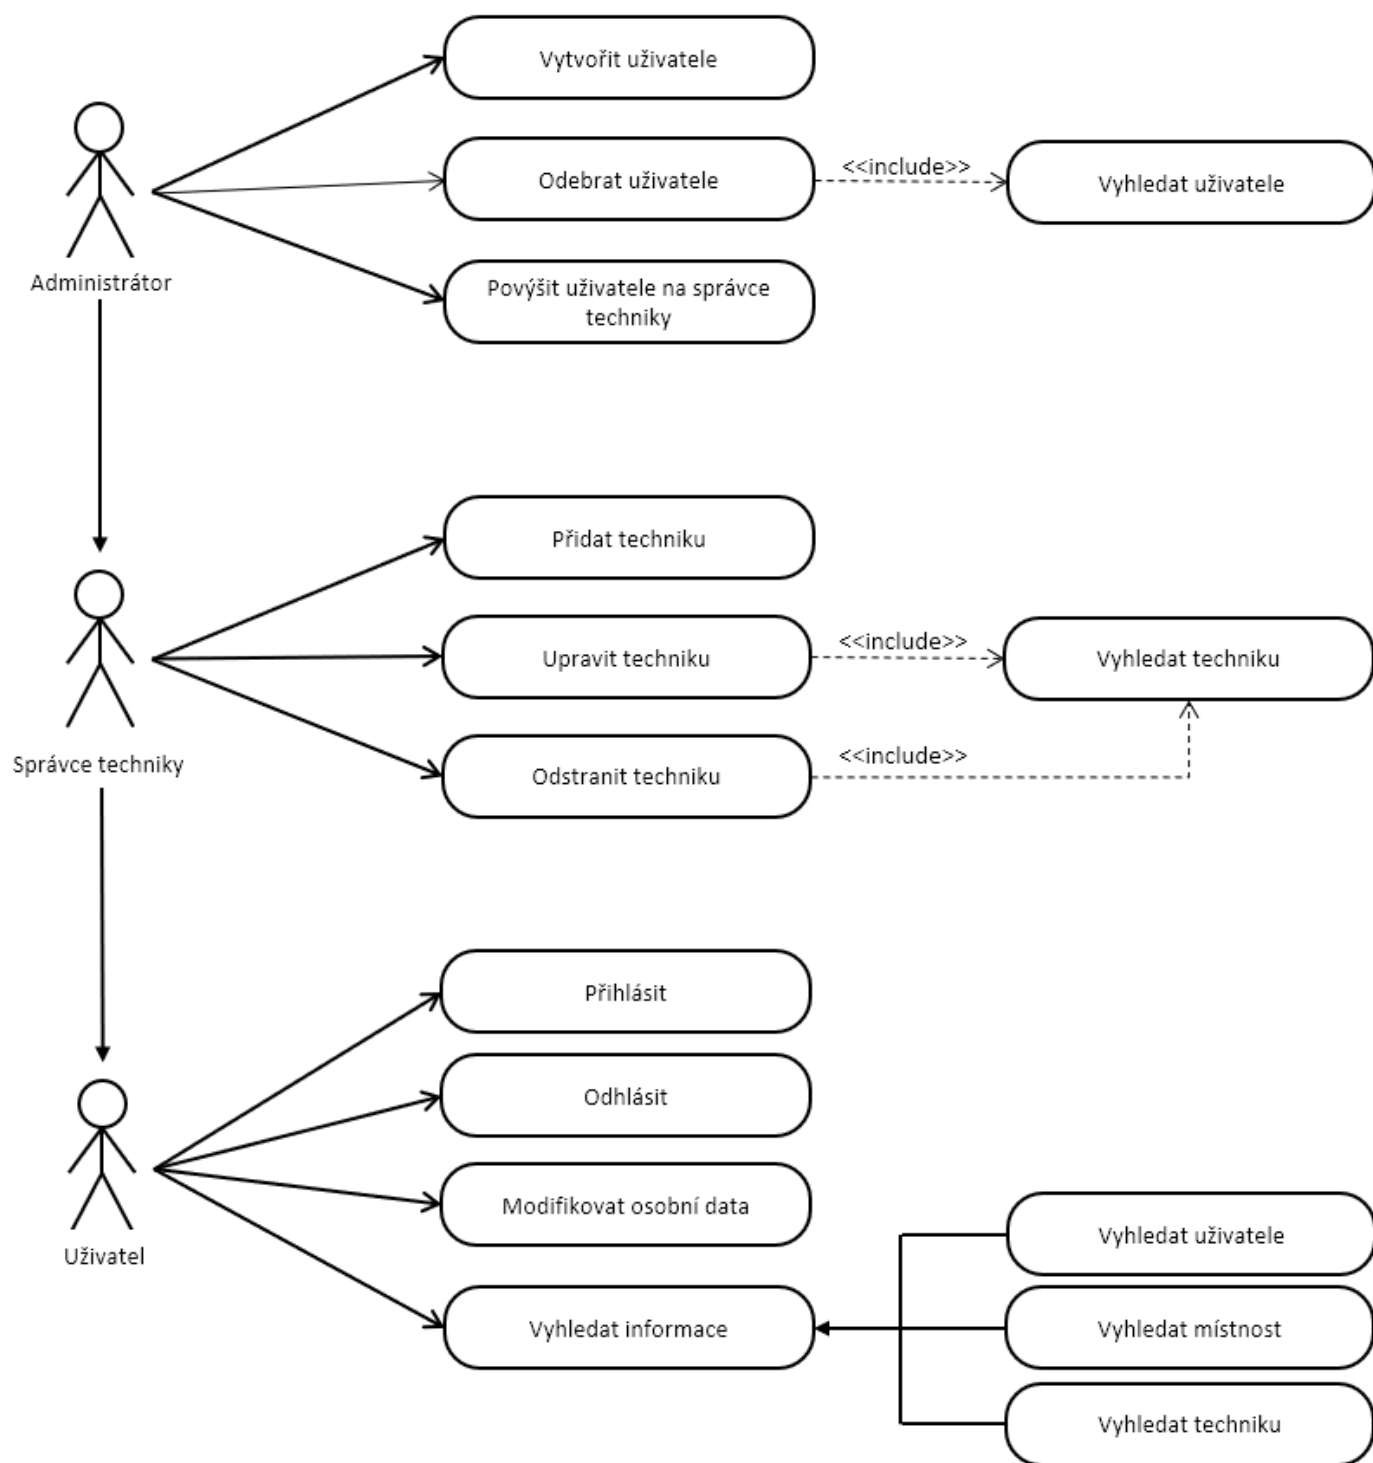 Vytvořit uživatele
Odebrat uživatele
<<include>>
Vyhledat uživatele
Povýšit uživatele na správce
techniky
Administrátor
Přidat techniku
Upravit techniku
<<include>>
Vyhledat techniku
Odstranit techniku
<<include>>
Správce techniky
Přihlásit
Odhlásit
Modifikovat osobní data
Uživatel
Vyhledat informace
Vyhledat uživatele
Vyhledat místnost
Vyhledat techniku